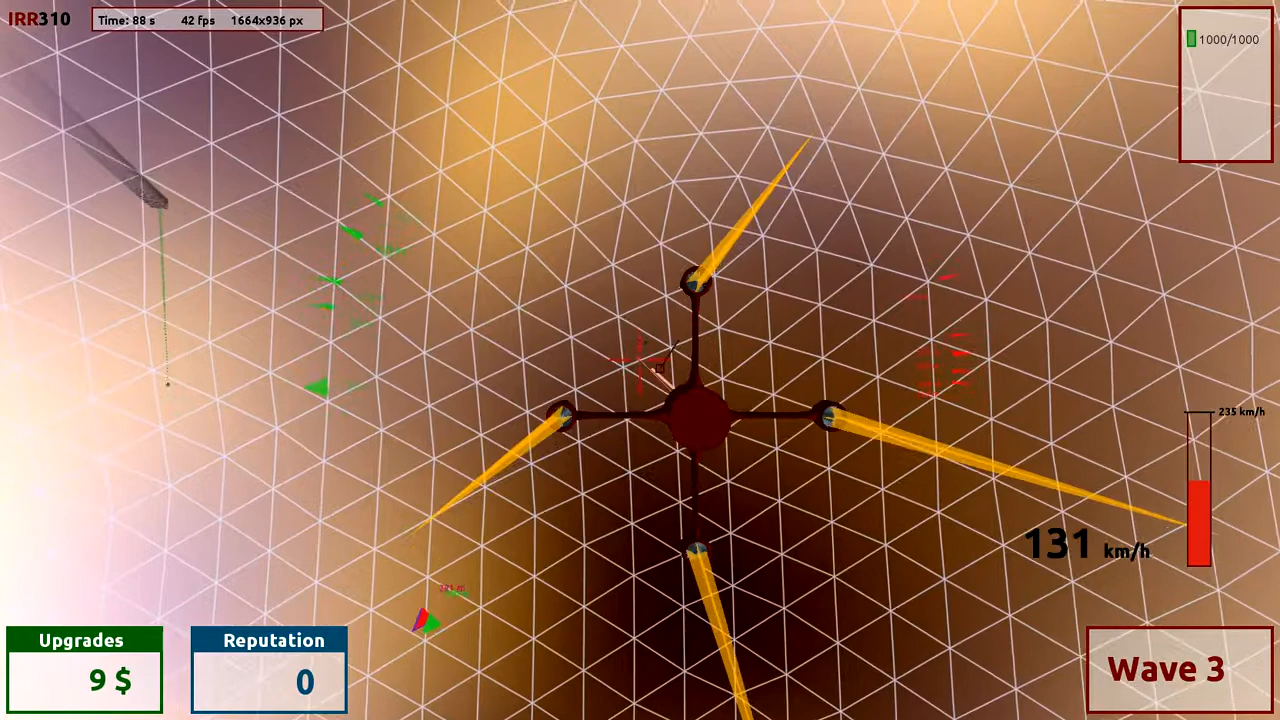 IRR310
Time: 88 s 42 fps 1664x936 px
1000/1000
235 km/h
131 km/h
Upgrades
9 $
Reputation
0
Wave 3